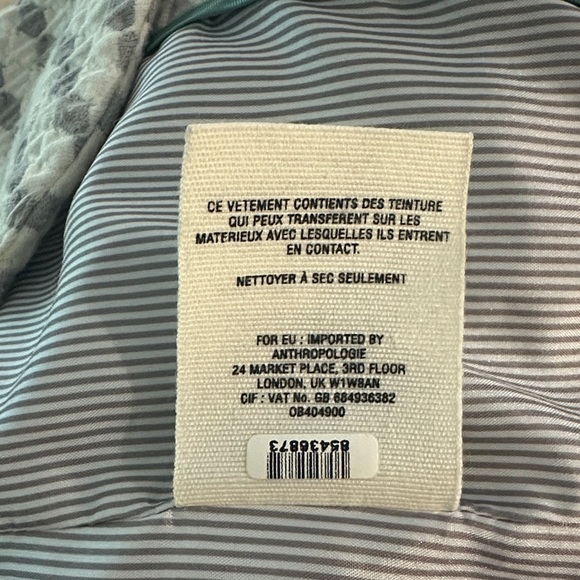 CE VETEMENT CONTIENTS DES TEINTURE
QUI PEUX TRANSFERENT SUR LES
MATERIEUX AVEC LESQUELLES ILS ENTRENT
EN CONTACT.
NETTOYER À SEC SEULEMENT
FOR EU : IMPORTED BY
ANTHROPOLOGIE
24 MARKET PLACE, 3RD FLOOR
LONDON, UK W1W8AN
CIF : VAT No. GB 684936382
OB404900
85436873